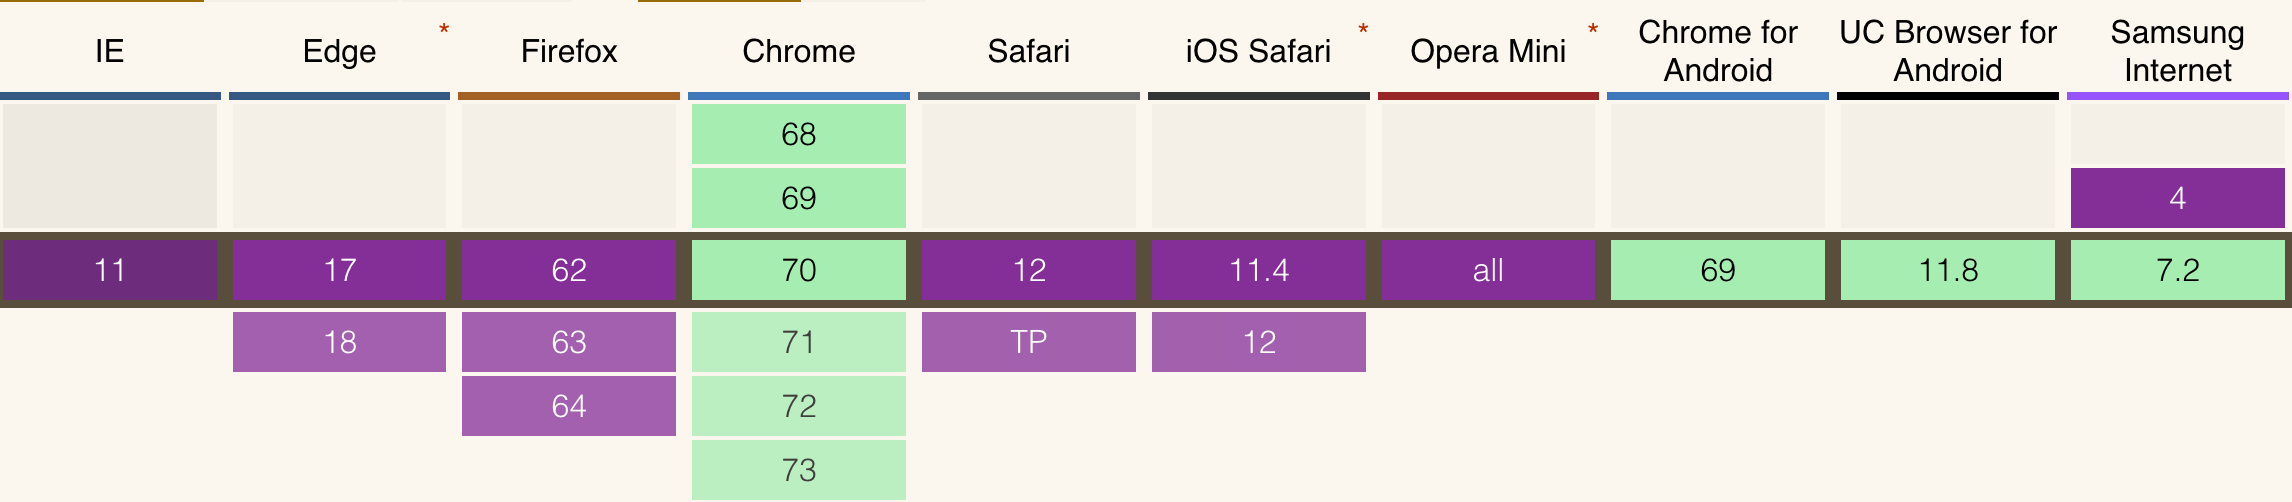 IE
Edge *
Firefox
Chrome
Safari
iOS Safari *
Opera Mini *
Chrome for
Android
UC Browser for
Android
Samsung
Internet
68
69 4
11 17 62 70 12 11.4 all 69 11.8 7.2
18 63 71 TP 12
64 72
73